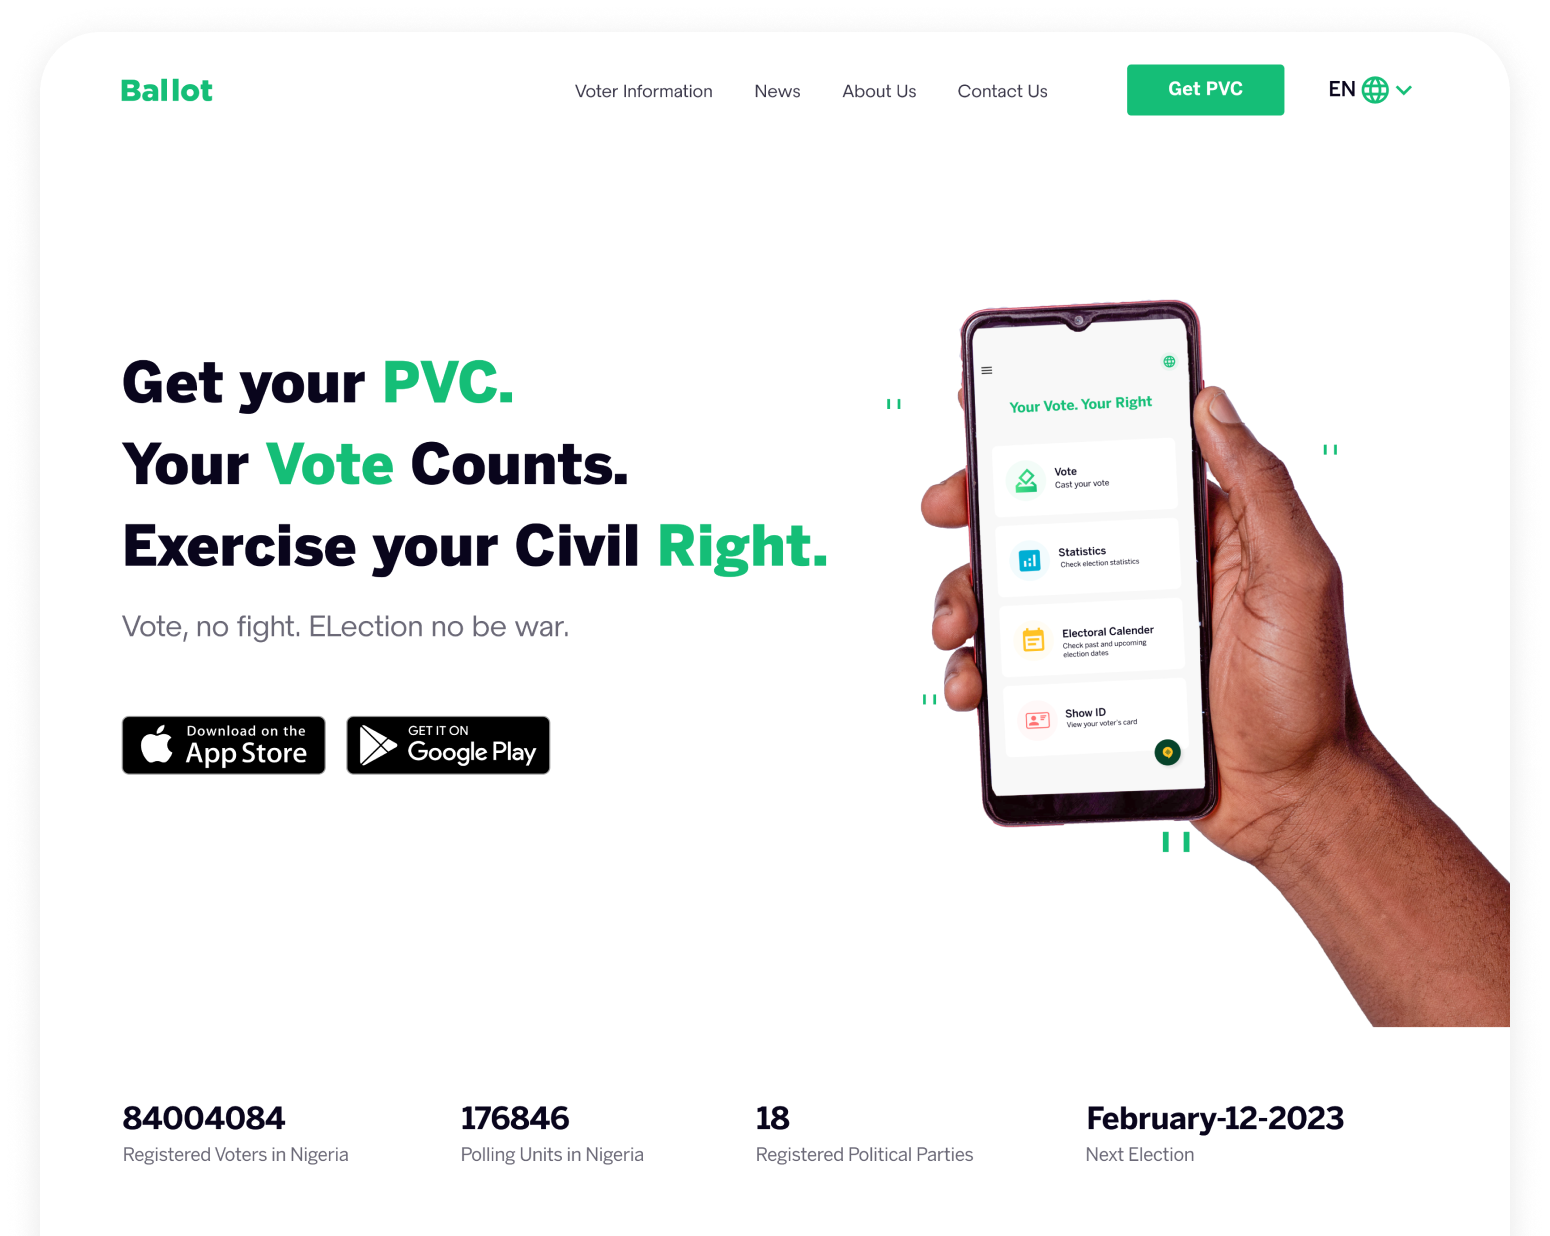 Ballot
Voter Information
News
About Us
Contact Us
Get PVC
EN
Get your PVC.
Your Vote Counts.
Exercise your Civil Right.
Vote, no fight. ELection no be war.
Download on the
App Store
GET IT ON
Google Play
Your Vote. Your Right
Vote
Cast your vote
Statistics
Check election statistics
Electoral Calender
Check past and upcoming
election dates
Show ID
View your voter's card
84004084
Registered Voters in Nigeria
176846
Polling Units in Nigeria
18
Registered Political Parties
February-12-2023
Next Election